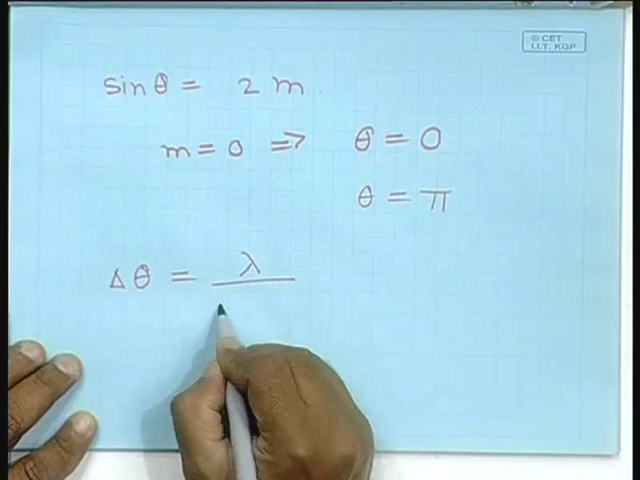 © CET
I.I.T. KGP
sin θ = 2 m
m = 0 => θ = 0
θ = π
Δθ = λ